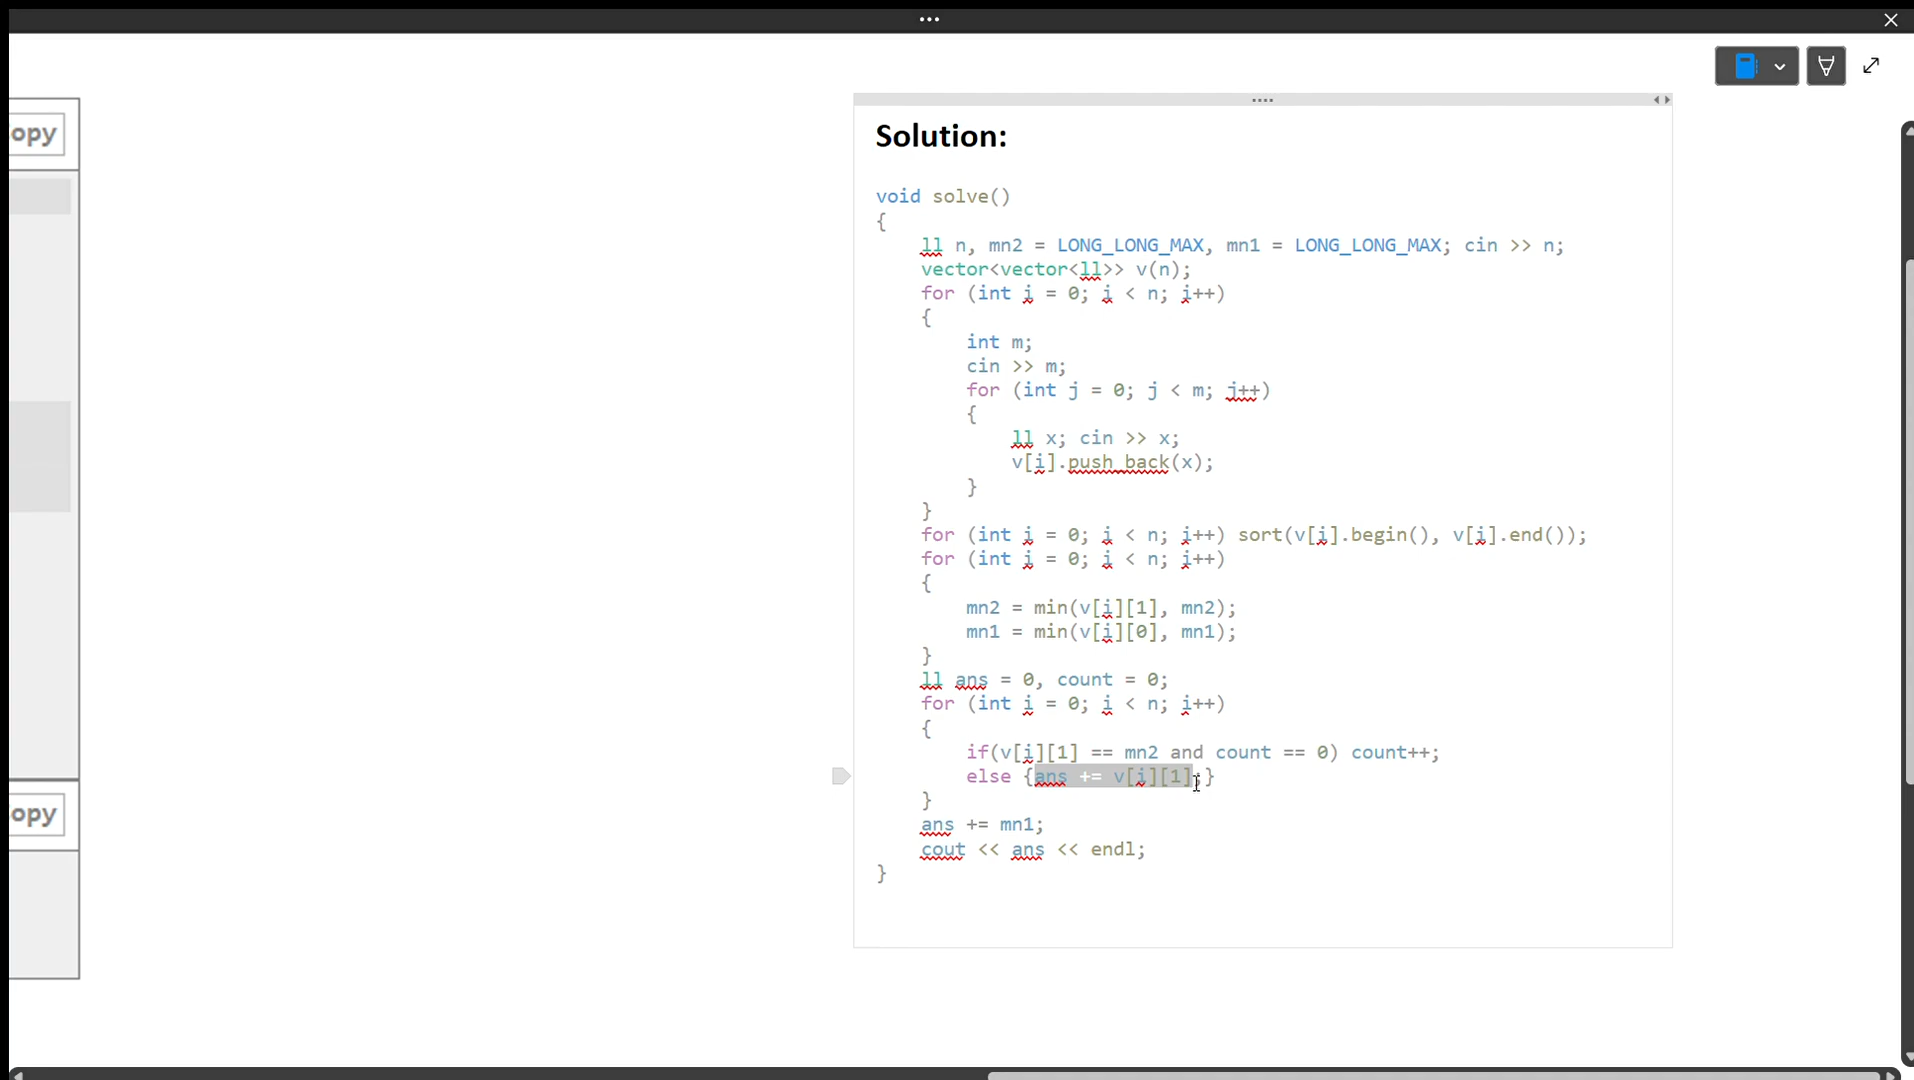 opy
opy
Solution:
void solve()
{
ll n, mn2 = LONG_LONG_MAX, mn1 = LONG_LONG_MAX; cin >> n;
vector<vector<ll>> v(n);
for (int i = 0; i < n; i++)
{
int m;
cin >> m;
for (int j = 0; j < m; j++)
{
ll x; cin >> x;
v[i].push_back(x);
}
}
for (int i = 0; i < n; i++) sort(v[i].begin(), v[i].end());
for (int i = 0; i < n; i++)
{
mn2 = min(v[i][1], mn2);
mn1 = min(v[i][0], mn1);
}
ll ans = 0, count = 0;
for (int i = 0; i < n; i++)
{
if(v[i][1] == mn2 and count == 0) count++;
else {ans += v[i][1];}
}
ans += mn1;
cout << ans << endl;
}